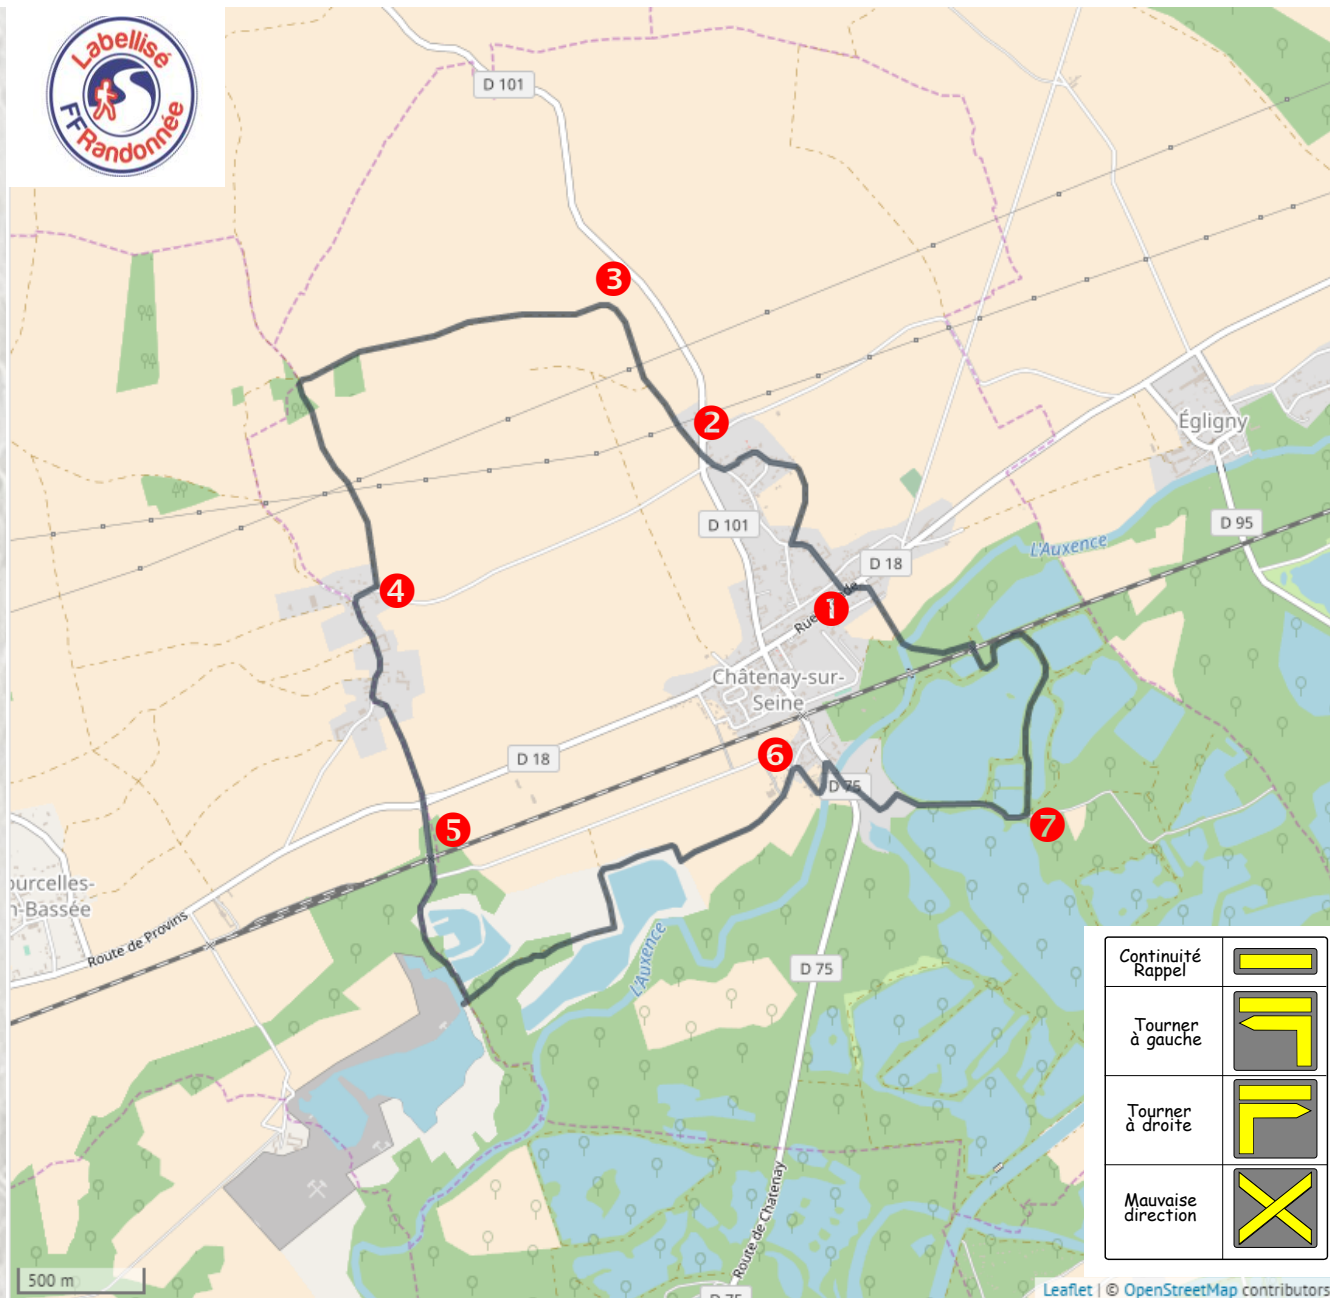 Labellisé
FFRandonnée
D 101
3
2
Égligny
D 101
D 95
L'Auxence
D 18
4
1
Châtenay-sur-
Seine
6
D 18
D 75
7
5
Route de Provins
L'Auxence
D 75
Route de Chatenay
D 75
500 m
Continuité
Rappel
Tourner
à gauche
Tourner
à droite
Mauvaise
direction
Leaflet | © OpenStreetMap contributors